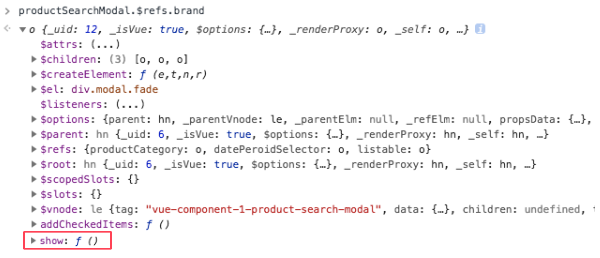 > productSearchModal.$refs.brand
<· ▼o {_uid: 12, _isVue: true, $options: {…}, _renderProxy: o, _self: o, …} i
$attrs: (...)
▶ $children: (3) [o, o, o]
▶ $createElement: ƒ (e,t,n,r)
▶ $el: div.modal.fade
$listeners: (...)
▶ $options: {parent: hn, _parentVnode: le, _parentElm: null, _refElm: null, propsData: {…},
▶ $parent: hn {_uid: 6, _isVue: true, $options: {…}, _renderProxy: hn, _self: hn, …}
▶ $refs: {productCategory: o, datePeroidSelector: o, listable: o}
▶ $root: hn {_uid: 6, _isVue: true, $options: {…}, _renderProxy: hn, _self: hn, …}
▶ $scopedSlots: {}
▶ $slots: {}
▶ $vnode: le {tag: "vue-component-1-product-search-modal", data: {…}, children: undefined,
▶ addCheckedItems: ƒ ()
▶ show: ƒ ()